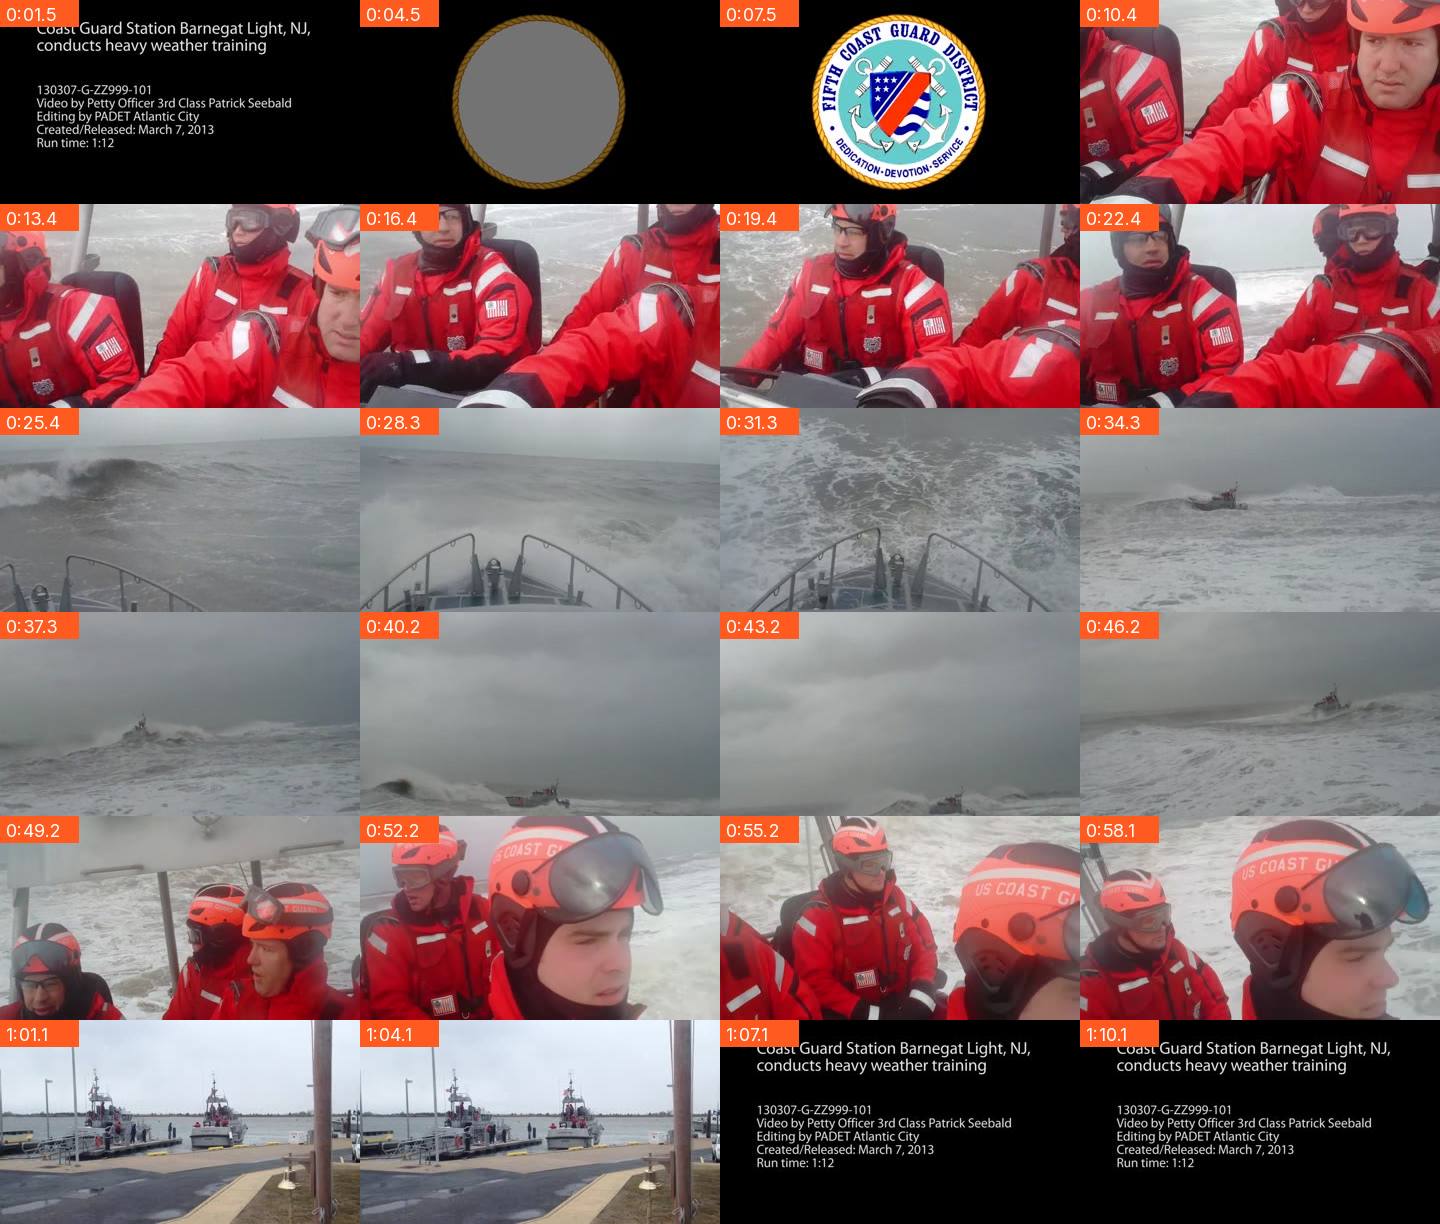 0:01.5
Coast Guard Station Barnegat Light, NJ,
conducts heavy weather training
130307-G-ZZ999-101
Video by Petty Officer 3rd Class Patrick Seebald
Editing by PADET Atlantic City
Created/Released: March 7, 2013
Run time: 1:12
0:04.5
0:07.5
FIFTH COAST GUARD DISTRICT
DEDICATION•DEVOTION•SERVICE
0:10.4
0:13.4
0:16.4
0:19.4
0:22.4
0:25.4
0:28.3
0:31.3
0:34.3
0:37.3
0:40.2
0:43.2
0:46.2
0:49.2
0:52.2
US COAST GU
0:55.2
US COAST GU
0:58.1
US COAST GU
1:01.1
1:04.1
1:07.1
Coast Guard Station Barnegat Light, NJ,
conducts heavy weather training
130307-G-ZZ999-101
Video by Petty Officer 3rd Class Patrick Seebald
Editing by PADET Atlantic City
Created/Released: March 7, 2013
Run time: 1:12
1:10.1
Coast Guard Station Barnegat Light, NJ,
conducts heavy weather training
130307-G-ZZ999-101
Video by Petty Officer 3rd Class Patrick Seebald
Editing by PADET Atlantic City
Created/Released: March 7, 2013
Run time: 1:12